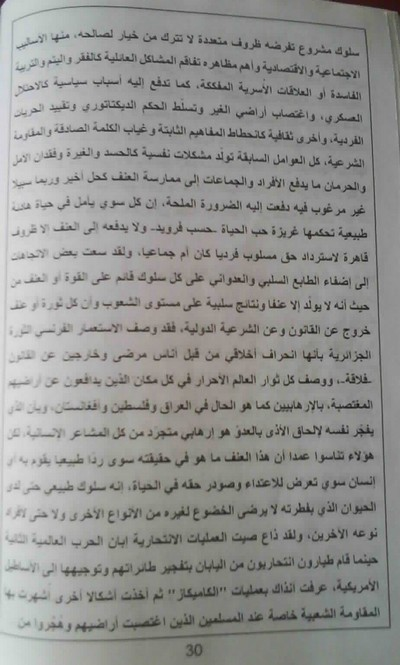 سلوك مشروع تفرضه ظروف متعددة لا تترك من خيار لصالحه، منها الاساليب
الاجتماعية والاقتصادية وأهم مظاهره تفاقم المشاكل العائلية كالفقر واليتم والتربية
الفاسدة أو العلاقات الأسرية المفككة، كما تدفع إليه أسباب سياسية كالاحتلال
العسكري، واغتصاب أراضي الغير وتسلط الحكم الديكتاتوري وتقييد الحريات
الفردية، وأخرى ثقافية كانحطاط المفاهيم الثابتة وغياب الكلمة الصادقة والمقاومة
الشرعية، كل العوامل السابقة تولد مشكلات نفسية كالحسد والغيرة وفقدان الامل
والحرمان ما يدفع الأفراد والجماعات إلى ممارسة العنف كحل أخير وربما سبيلا
غير مرغوب فيه دفعت إليه الضرورة الملحة، إن كل سوي يأمل في حياة هادئة
طبيعية تحكمها غريزة حب الحياة –حسب فرويد- ولا يدفعه إلى العنف الا ظروف
قاهرة لاسترداد حق مسلوب فرديا كان أم جماعيا، ولقد سعت بعض الاتجاهات
إلى إضفاء الطابع السلبي والعدواني على كل سلوك قائم على القوة أو العنف من
حيث أنه لا يولد إلا عنفا ونتائج سلبية على مستوى الشعوب وأن كل ثورة أو عنف
خروج عن القانون وعن الشرعية الدولية، فقد وصف الاستعمار الفرنسي الثورة
الجزائرية بأنها انحراف أخلاقي من قبل أناس مرضى وخارجين عن القانون
-فلاقة-، ووصف كل ثوار العالم الأحرار في كل مكان الذين يدافعون عن أراضيهم
المغتصبة، بالإرهابيين كما هو الحال في العراق وفلسطين وأفغانستان، وبأن الذي
يفجر نفسه لإلحاق الأذى بالعدو هو إرهابي متجرد من كل المشاعر الإنسانية. لكن
هؤلاء تناسوا عمدا أن هذا العنف ما هو في حقيقته سوى ردا طبيعيا يقوم به أي
إنسان سوي تعرض للاعتداء وصودر حقه في الحياة، إنه سلوك طبيعي حتى لدى
الحيوان الذي بفطرته لا يرضى الخضوع لغيره من الأنواع الأخرى ولا حتى لأفراد
نوعه الآخرين، ولقد ذاع صيت العمليات الانتحارية إبان الحرب العالمية الثانية
حينما قام طيارون انتحاريون من اليابان بتفجير طائراتهم وتوجيهها إلى الأساطيل
الأمريكية، عرفت آنذاك بعمليات "الكاميكاز" ثم أخذت أشكالا أخرى أشهرت بها
المقاومة الشعبية خاصة عند المسلمين الذين اغتصبت أراضيهم وهُجّروا من
30